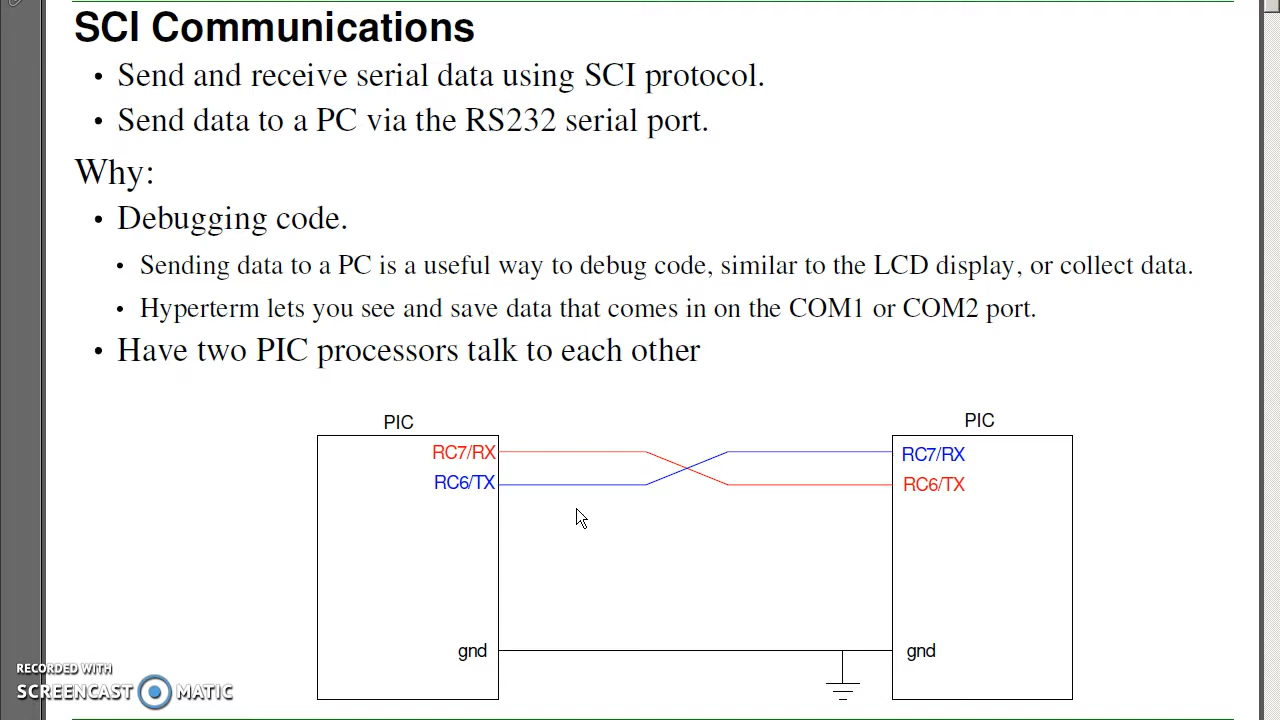 SCI Communications
• Send and receive serial data using SCI protocol.
• Send data to a PC via the RS232 serial port.
Why:
• Debugging code.
• Sending data to a PC is a useful way to debug code, similar to the LCD display, or collect data.
• Hyperterm lets you see and save data that comes in on the COM1 or COM2 port.
• Have two PIC processors talk to each other
PIC
PIC
RC7/RX
RC7/RX
RC6/TX
RC6/TX
gnd
gnd
RECORDED WITH
SCREENCAST MATIC